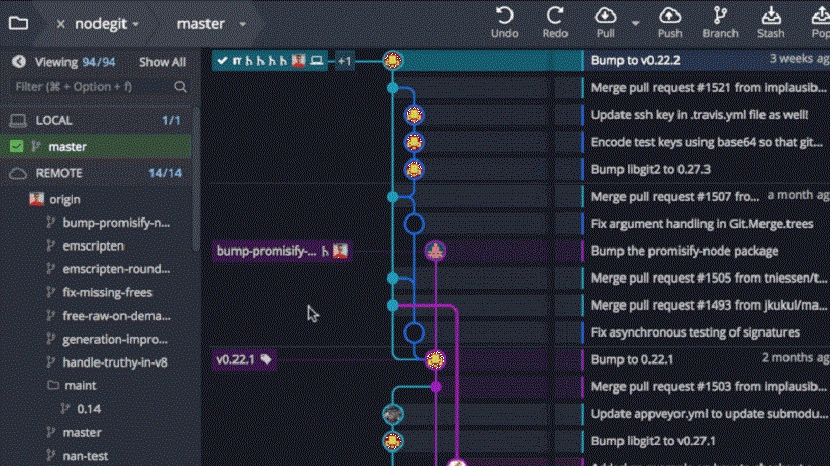 nodegit
master
Undo
Redo
Pull
Push
Branch
Stash
Pop
Viewing 94/94 Show All
Filter (⌘ + Option + f)
LOCAL 1/1
master
REMOTE 14/14
origin
bump-promisify-n...
emscripten
emscripten-round...
fix-missing-frees
free-raw-on-dema...
generation-impro...
handle-truthy-in-v8
maint
0.14
master
nan-test
+1
Bump to v0.22.2 3 weeks ag
Merge pull request #1521 from implausib...
Update ssh key in .travis.yml file as well!
Encode test keys using base64 so that git...
Bump libgit2 to 0.27.3
Merge pull request #1507 fro... a month ago
Fix argument handling in Git.Merge.trees
bump-promisify-... Bump the promisify-node package
Merge pull request #1505 from tniessen/t...
Merge pull request #1493 from jkukul/ma...
Fix asynchronous testing of signatures
v0.22.1 Bump to 0.22.1 2 months ag
Merge pull request #1503 from implausib...
Update appveyor.yml to update submodu...
Bump libgit2 to v0.27.1